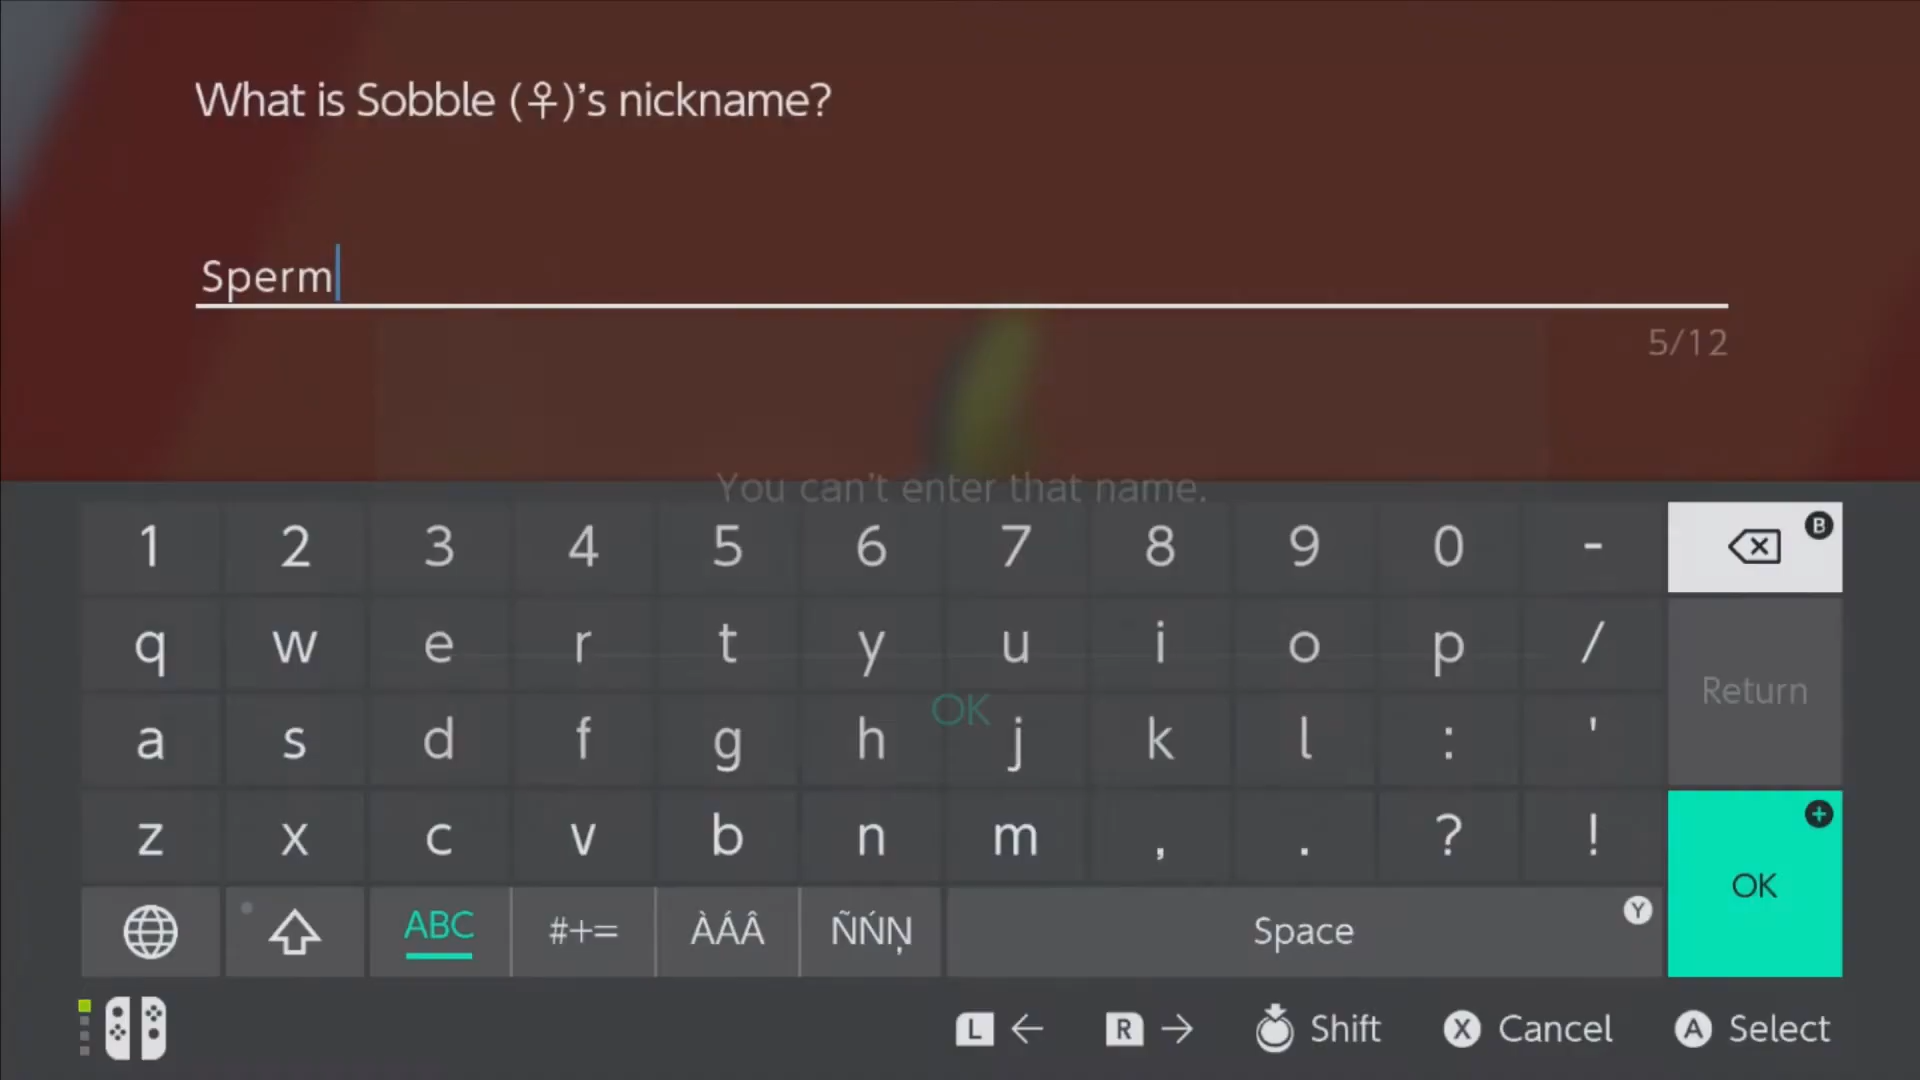 What is Sobble (♀)'s nickname?
Sperm
5/12
You can't enter that name.
1 2 3 4 5 6 7 8 9 0 - B
q w e r t y u i o p /
Return
OK
a s d f g h j k l : '
z x c v b n m , . ? ! +
OK
ABC #+= ÀÁÂ ÑŃŅ Space Y
L ← R → Shift X Cancel A Select